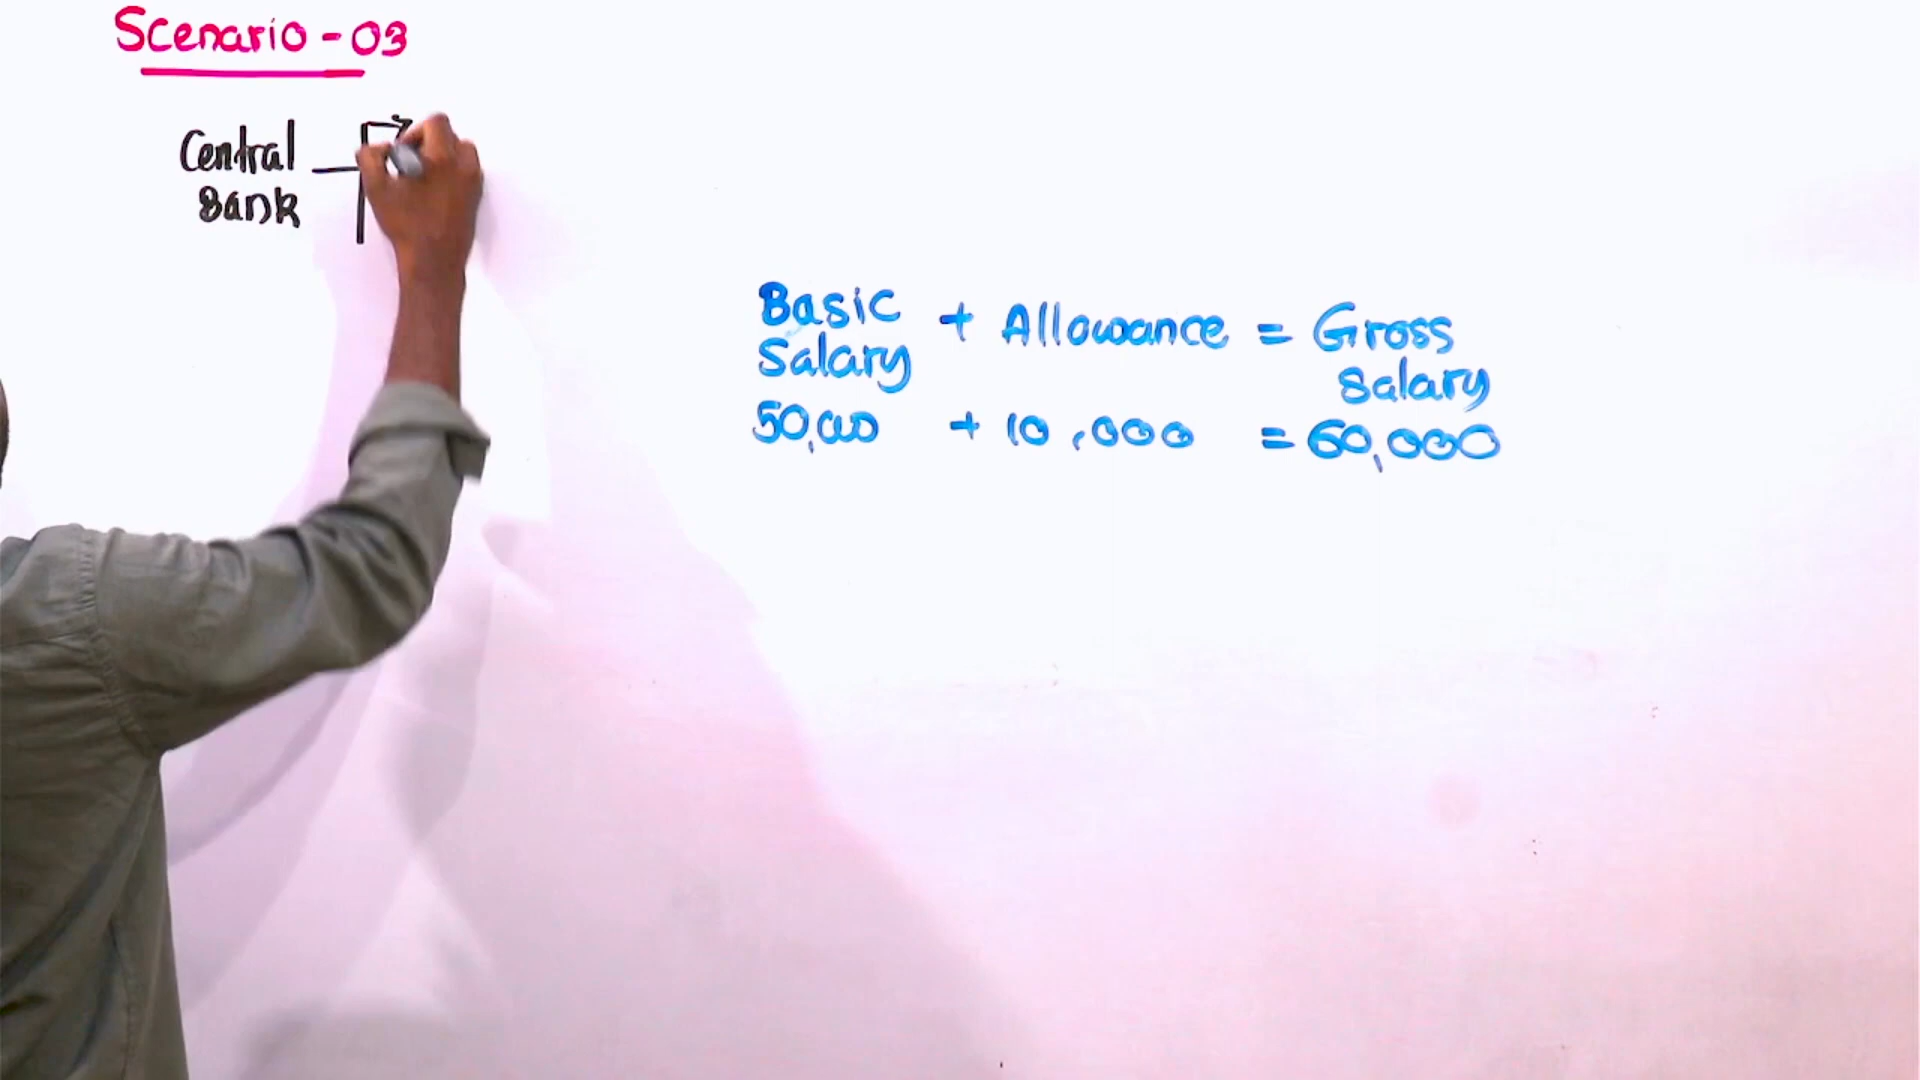 Scenario - 03
Central
Bank
Basic
Salary + Allowance = Gross
Salary
50,000 + 10,000 = 60,000